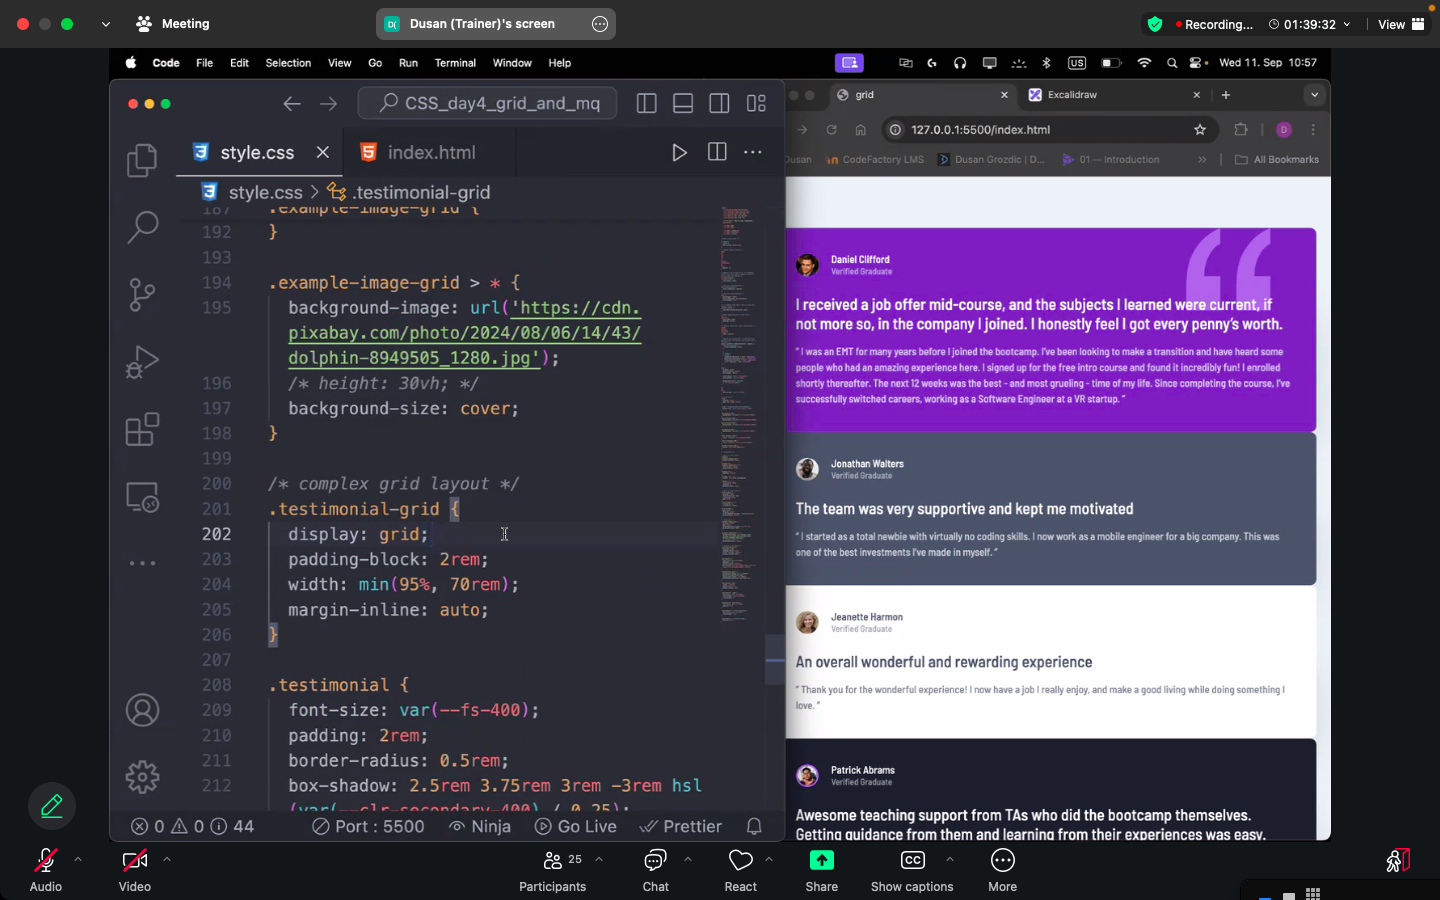 Meeting
D( Dusan (Trainer)'s screen
Recording...
01:39:32
View
Code File Edit Selection View Go Run Terminal Window Help
US
Wed 11. Sep 10:57
CSS_day4_grid_and_mq
style.css
index.html
style.css > .testimonial-grid
187 .example-image-grid {
192 }
193
194 .example-image-grid > * {
195 background-image: url('https://cdn.
pixabay.com/photo/2024/08/06/14/43/
dolphin-8949505_1280.jpg');
196 /* height: 30vh; */
197 background-size: cover;
198 }
199
200 /* complex grid layout */
201 .testimonial-grid {
202 display: grid;
203 padding-block: 2rem;
204 width: min(95%, 70rem);
205 margin-inline: auto;
206 }
207
208 .testimonial {
209 font-size: var(--fs-400);
210 padding: 2rem;
211 border-radius: 0.5rem;
212 box-shadow: 2.5rem 3.75rem 3rem -3rem hsl
(var(--clr-secondary-400) / 0.25);
0 0 44 Port : 5500 Ninja Go Live Prettier
grid
Excalidraw
127.0.0.1:5500/index.html
D
Dusan
CodeFactory LMS
Dusan Grozdic | D...
01 — Introduction
All Bookmarks
Daniel Clifford
Verified Graduate
I received a job offer mid-course, and the subjects I learned were current, if
not more so, in the company I joined. I honestly feel I got every penny’s worth.
“ I was an EMT for many years before I joined the bootcamp. I’ve been looking to make a transition and have heard some
people who had an amazing experience here. I signed up for the free intro course and found it incredibly fun! I enrolled
shortly thereafter. The next 12 weeks was the best - and most grueling - time of my life. Since completing the course, I’ve
successfully switched careers, working as a Software Engineer at a VR startup. ”
Jonathan Walters
Verified Graduate
The team was very supportive and kept me motivated
“ I started as a total newbie with virtually no coding skills. I now work as a mobile engineer for a big company. This was
one of the best investments I’ve made in myself. ”
Jeanette Harmon
Verified Graduate
An overall wonderful and rewarding experience
“ Thank you for the wonderful experience! I now have a job I really enjoy, and make a good living while doing something I
love. ”
Patrick Abrams
Verified Graduate
Awesome teaching support from TAs who did the bootcamp themselves.
Getting guidance from them and learning from their experiences was easy.
Audio
Video
25
Participants
Chat
React
Share
CC
Show captions
More